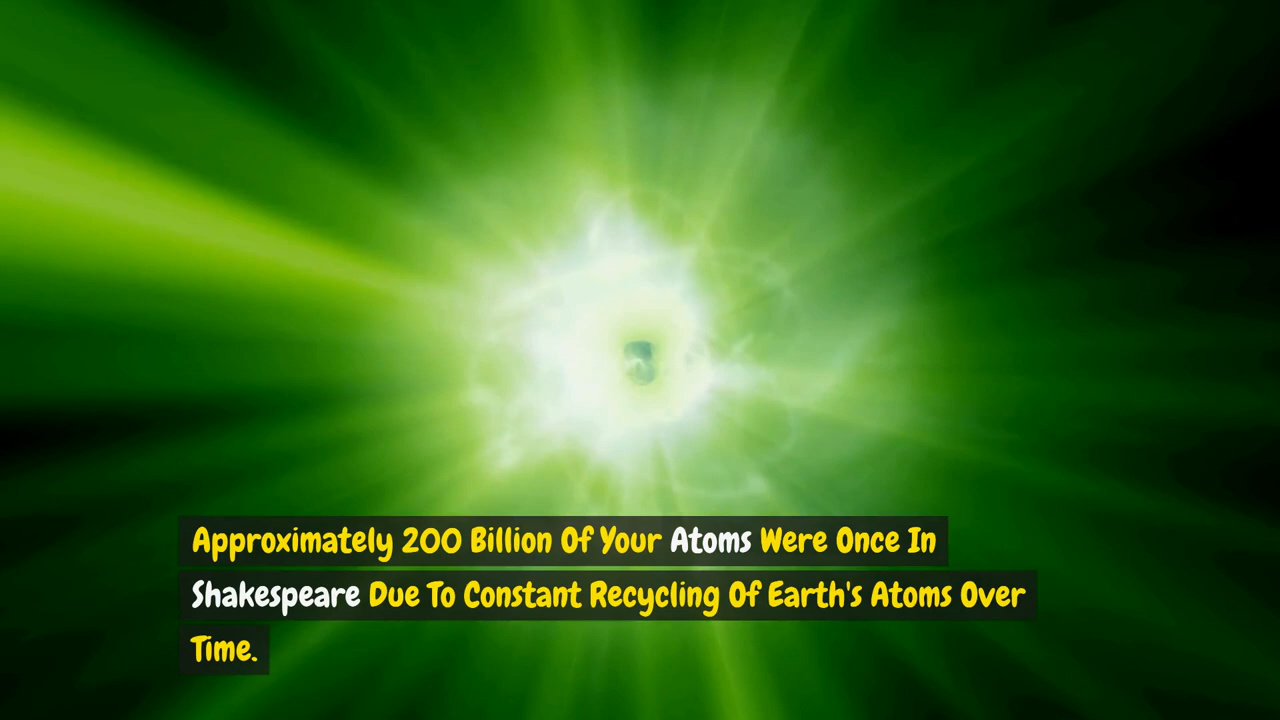 Approximately 200 Billion Of Your Atoms Were Once In
Shakespeare Due To Constant Recycling Of Earth's Atoms Over
Time.